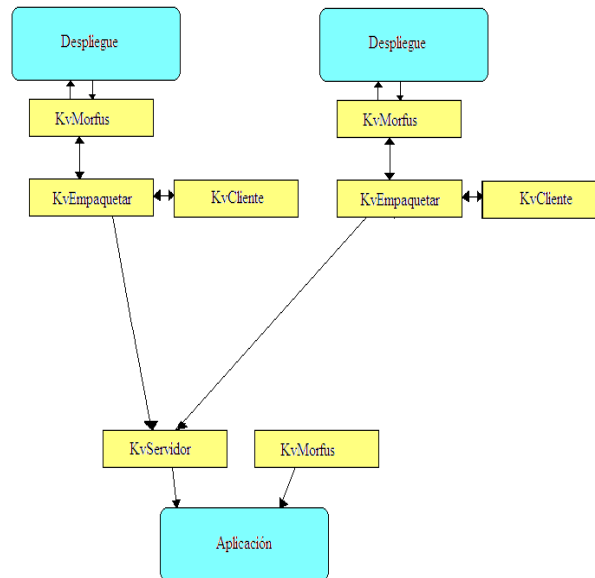 Despliegue
Despliegue
KvMorfus
KvMorfus
KvEmpaquetar
KvCliente
KvEmpaquetar
KvCliente
KvServidor
KvMorfus
Aplicación